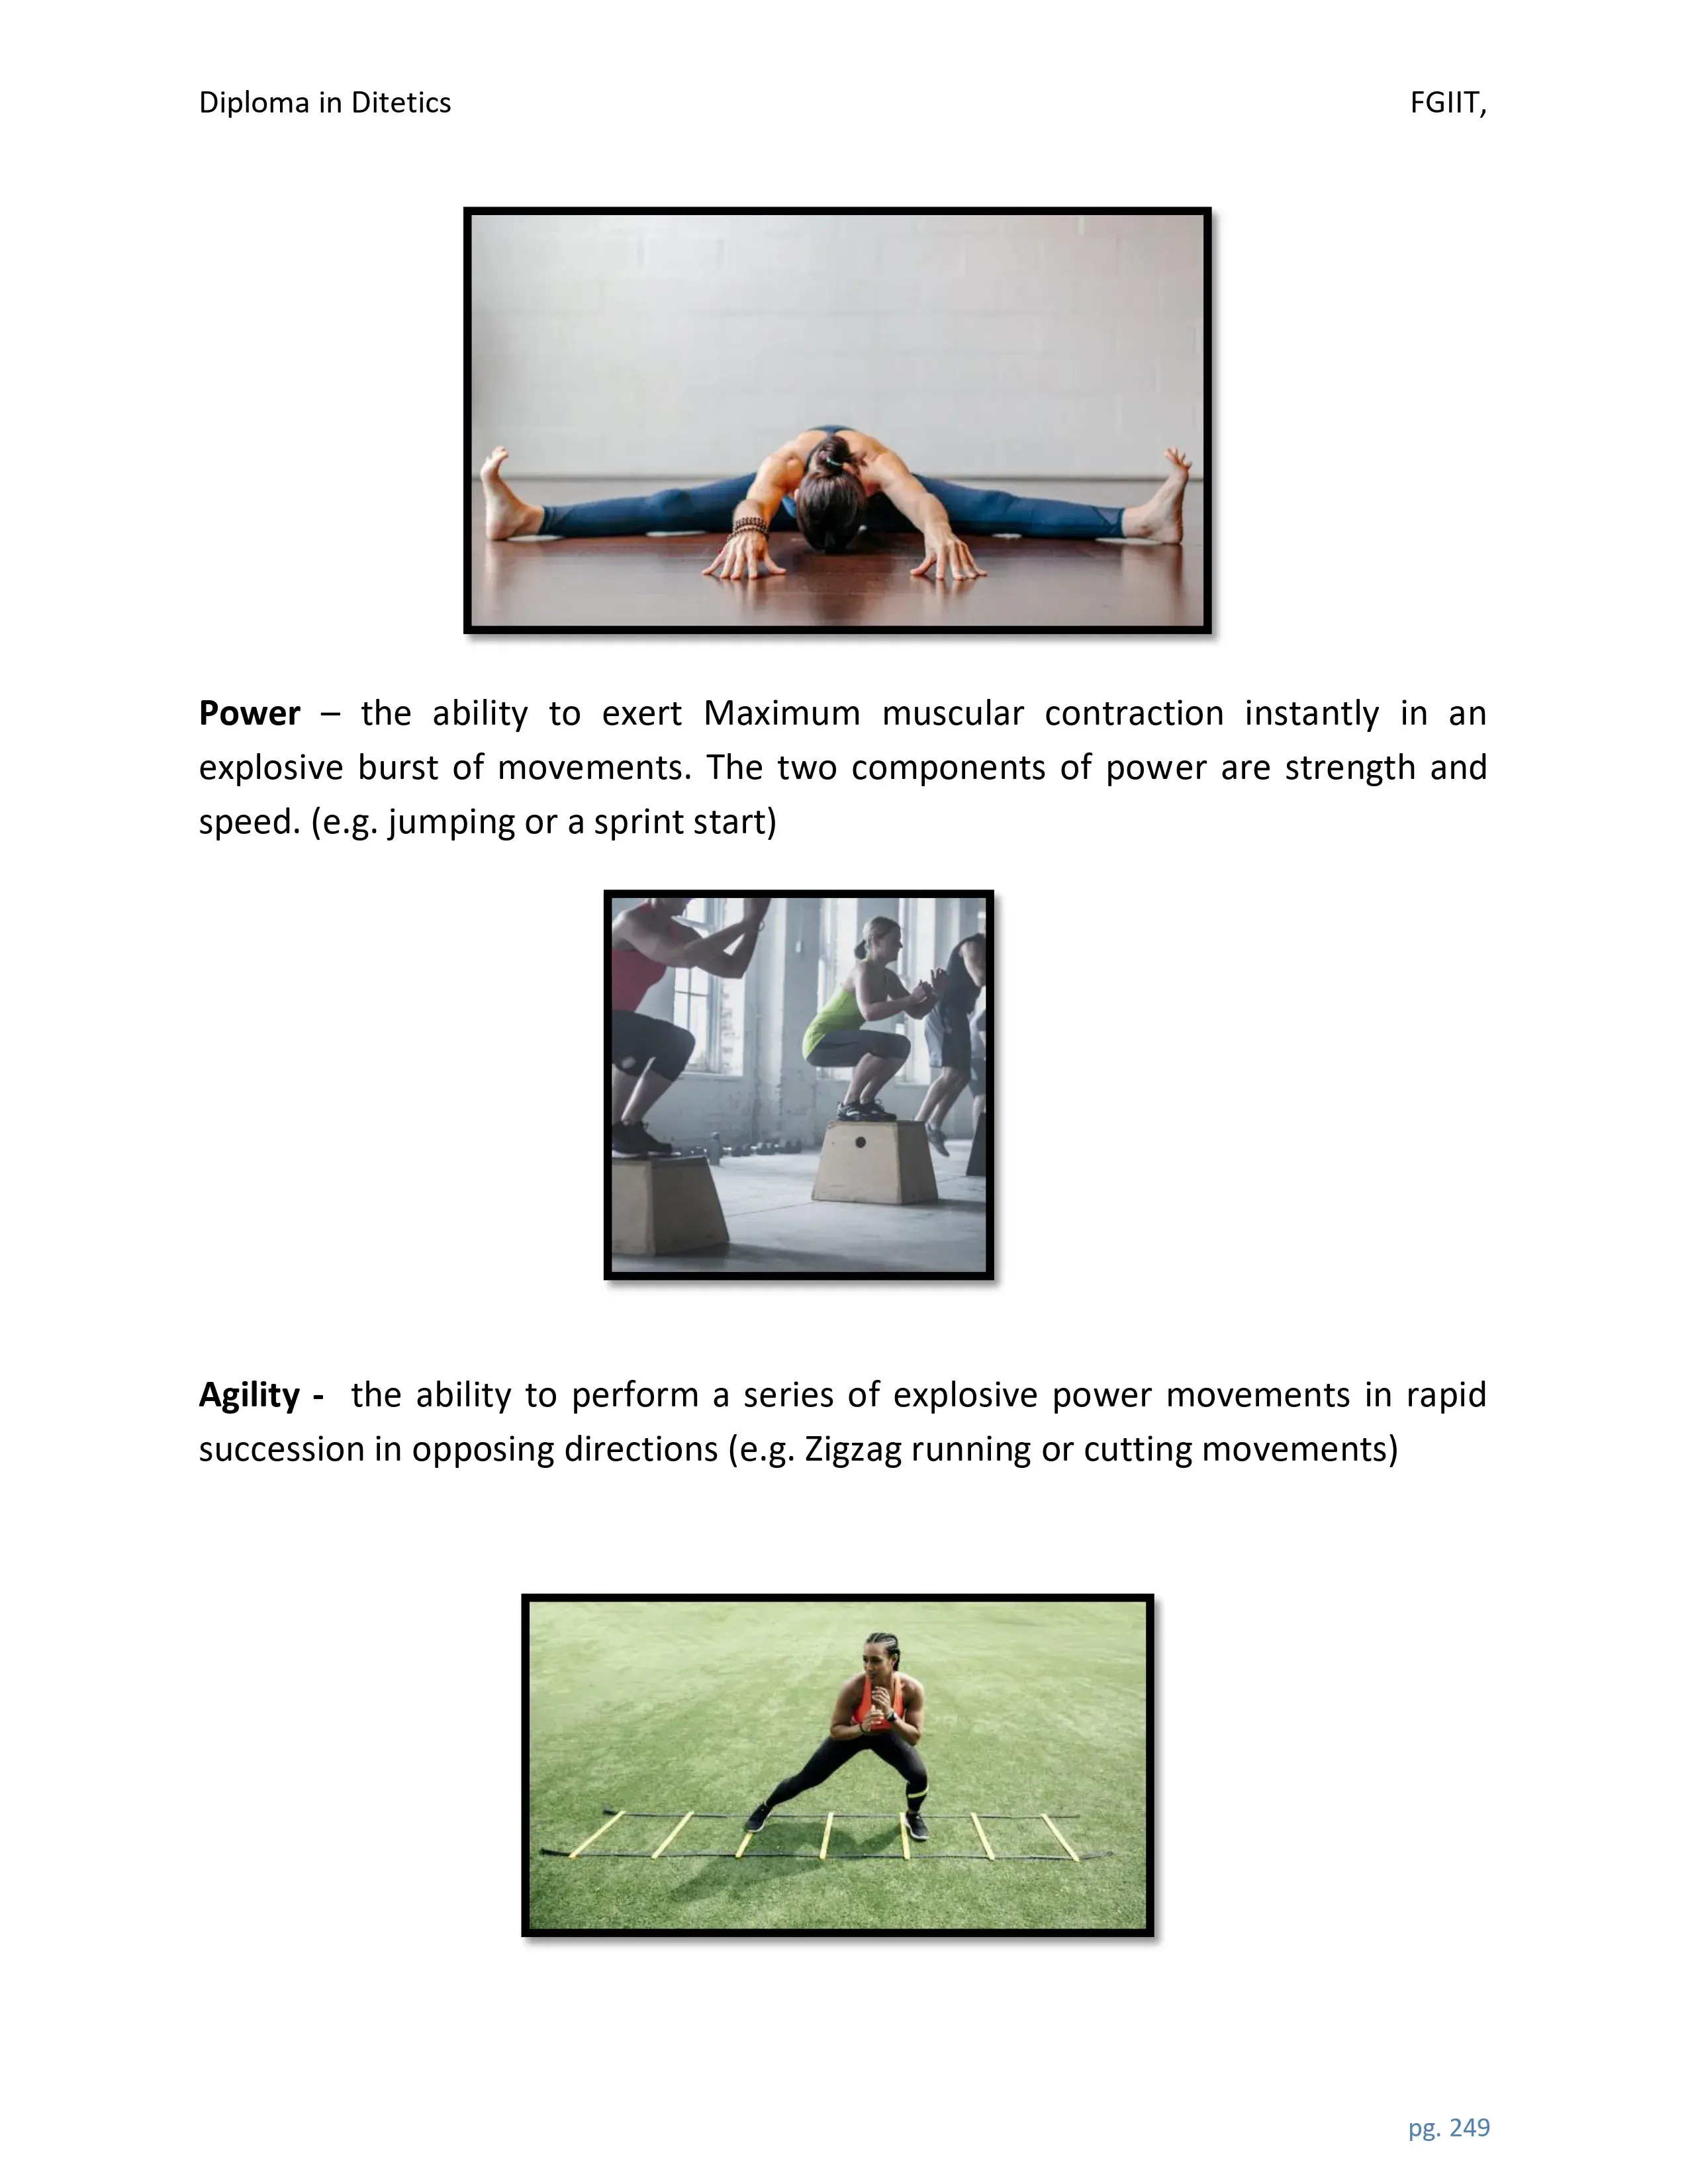 Diploma in Ditetics FGIIT,
Power – the ability to exert Maximum muscular contraction instantly in an
explosive burst of movements. The two components of power are strength and
speed. (e.g. jumping or a sprint start)
Agility - the ability to perform a series of explosive power movements in rapid
succession in opposing directions (e.g. Zigzag running or cutting movements)
pg. 249